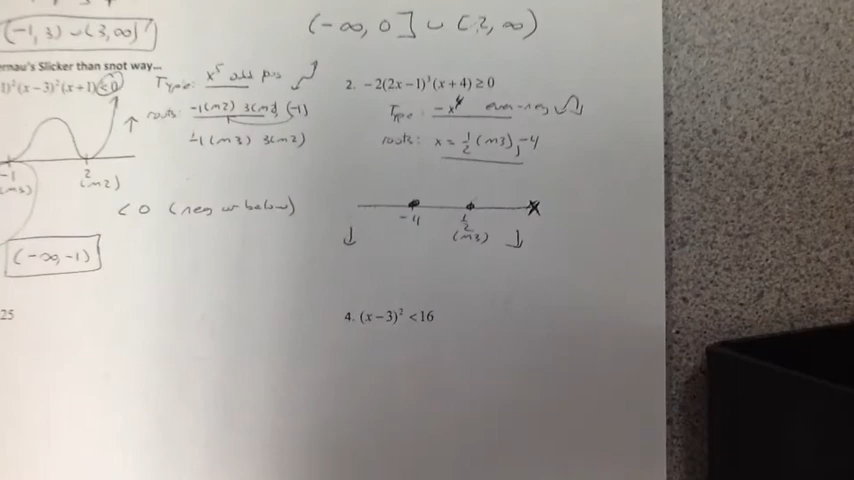 (-∞, 0] ∪ [2, ∞)
(-1, 3) ∪ (3, ∞)
ernau's Slicker than snot way...
1)²(x-3)²(x+1)<0
Type: x⁵ odd pos
roots: -1(m2) 3(m2) (-1)
-1(m3) 3(m2)
-1
(m3)
2
(m2)
<0 (neg or below)
(-∞,-1)
25
2. -2(2x-1)³(x+4)≥0
Type: -x⁴ even-neg
roots: x = 1/2 (m3), -4
-4
1/2
(m3)
4. (x-3)² <16